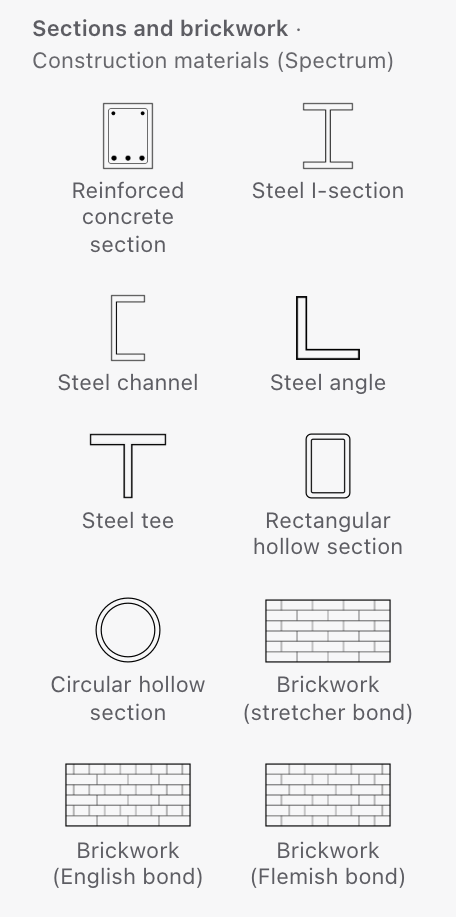 Sections and brickwork ·
Construction materials (Spectrum)
Reinforced
concrete
section
Steel I-section
Steel channel
Steel angle
Steel tee
Rectangular
hollow section
Circular hollow
section
Brickwork
(stretcher bond)
Brickwork
(English bond)
Brickwork
(Flemish bond)